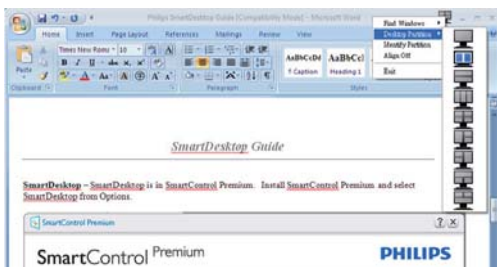 Philips SmartDesktop Guide [Compatibility Mode] - Microsoft Word
Home Insert Page Layout References Mailings Review View
Find Windows
Desktop Partition
Identify Partition
Align Off
Exit
Times New Roma 10
Paste
B I U abc
AaBbCcDd AaBbCcI
¶ Caption Heading 1
Clipboard Font Paragraph Styles
SmartDesktop Guide
SmartDesktop – SmartDesktop is in SmartControl Premium. Install SmartControl Premium and select
SmartDesktop from Options.
SmartControl Premium
SmartControl Premium PHILIPS